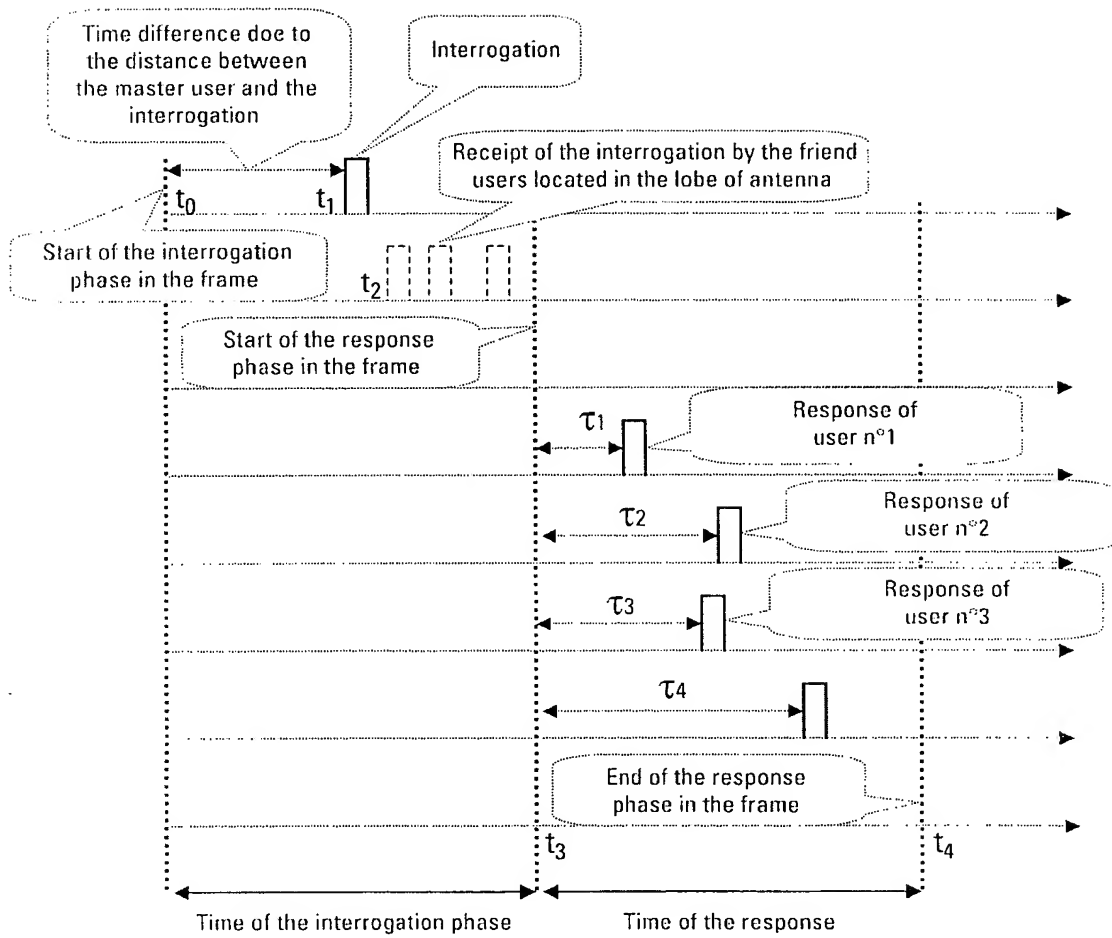 Time difference doe to
the distance between
the master user and the
interrogation
Interrogation
Receipt of the interrogation by the friend
users located in the lobe of antenna
t0
t1
Start of the interrogation
phase in the frame
t2
Start of the response
phase in the frame
τ1
Response of
user n°1
τ2
Response of
user n°2
τ3
Response of
user n°3
τ4
End of the response
phase in the frame
t3
t4
Time of the interrogation phase
Time of the response